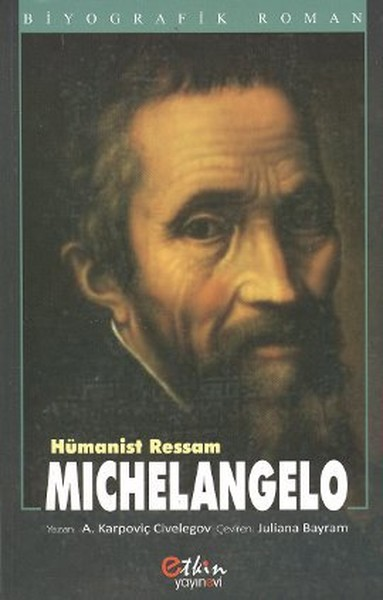 BİYOGRAFİK ROMAN
Hümanist Ressam
MICHELANGELO
Yazan: A. Karpoviç Civelegov Çeviren: Juliana Bayram
etkin
yayınevi